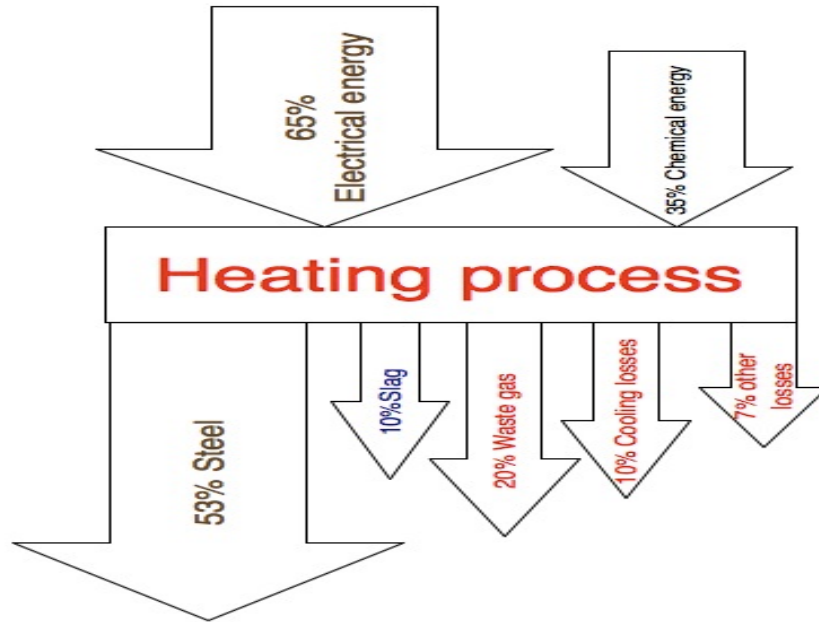 65%
Electrical energy
35% Chemical energy
Heating process
53% Steel
10%Slag
20% Waste gas
10% Cooling losses
7% other
losses